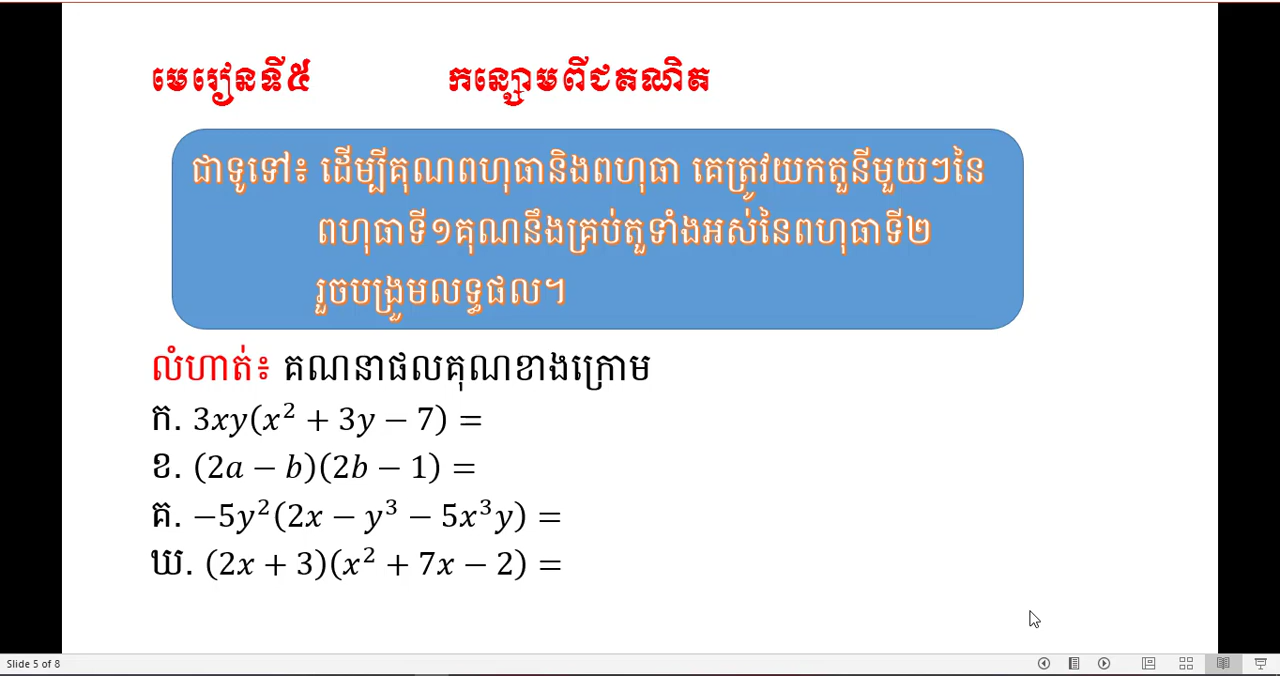 មេរៀនទី៥ កន្សោមពីជគណិត
ជាទូទៅ៖ ដើម្បីគុណពហុធានិងពហុធា គេត្រូវយកតួនីមួយៗនៃ
ពហុធាទី១គុណនឹងគ្រប់តួទាំងអស់នៃពហុធាទី២
រួចបង្រួមលទ្ធផល។
លំហាត់៖ គណនាផលគុណខាងក្រោម
ក. 3xy(x² + 3y − 7) =
ខ. (2a − b)(2b − 1) =
គ. −5y²(2x − y³ − 5x³y) =
ឃ. (2x + 3)(x² + 7x − 2) =
Slide 5 of 8